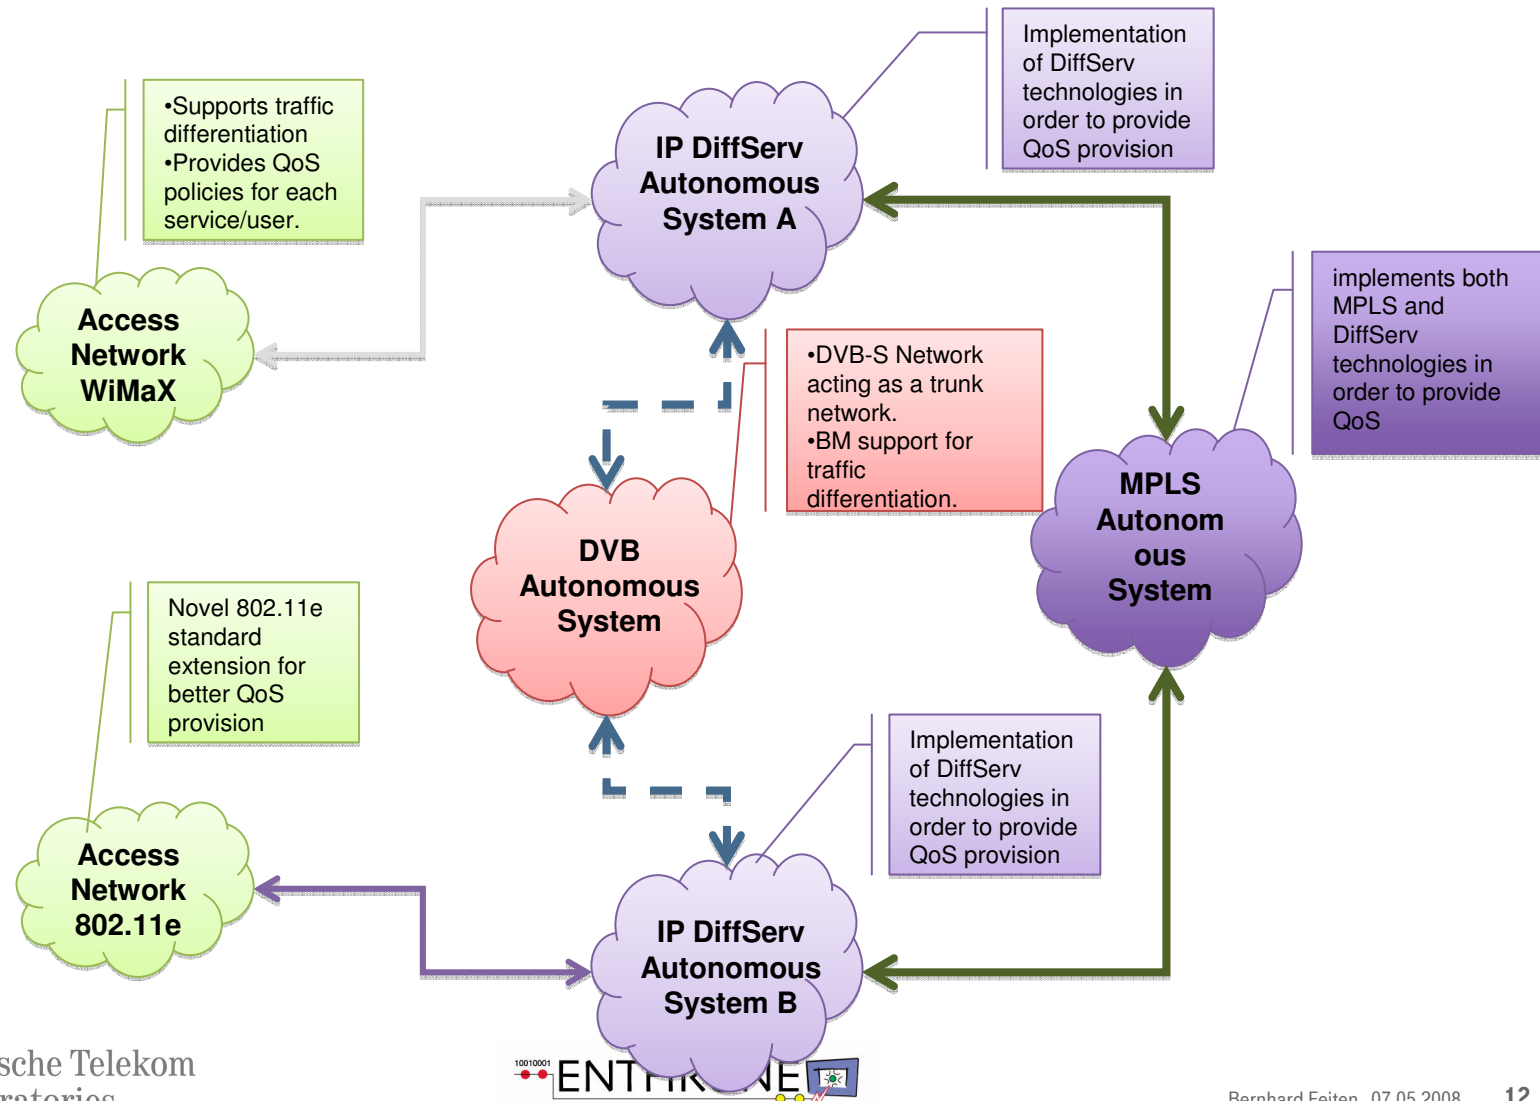 Implementation
of DiffServ
technologies in
order to provide
QoS provision
•Supports traffic
differentiation
•Provides QoS
policies for each
service/user.
IP DiffServ
Autonomous
System A
implements both
MPLS and
DiffServ
technologies in
order to provide
QoS
Access
Network
WiMaX
•DVB-S Network
acting as a trunk
network.
•BM support for
traffic
differentiation.
MPLS
Autonom
ous
System
DVB
Autonomous
System
Novel 802.11e
standard
extension for
better QoS
provision
Implementation
of DiffServ
technologies in
order to provide
QoS provision
Access
Network
802.11e
IP DiffServ
Autonomous
System B
sche Telekom
ratories
10010001
ENTHRONE
Bernhard Feiten 07.05.2008 12